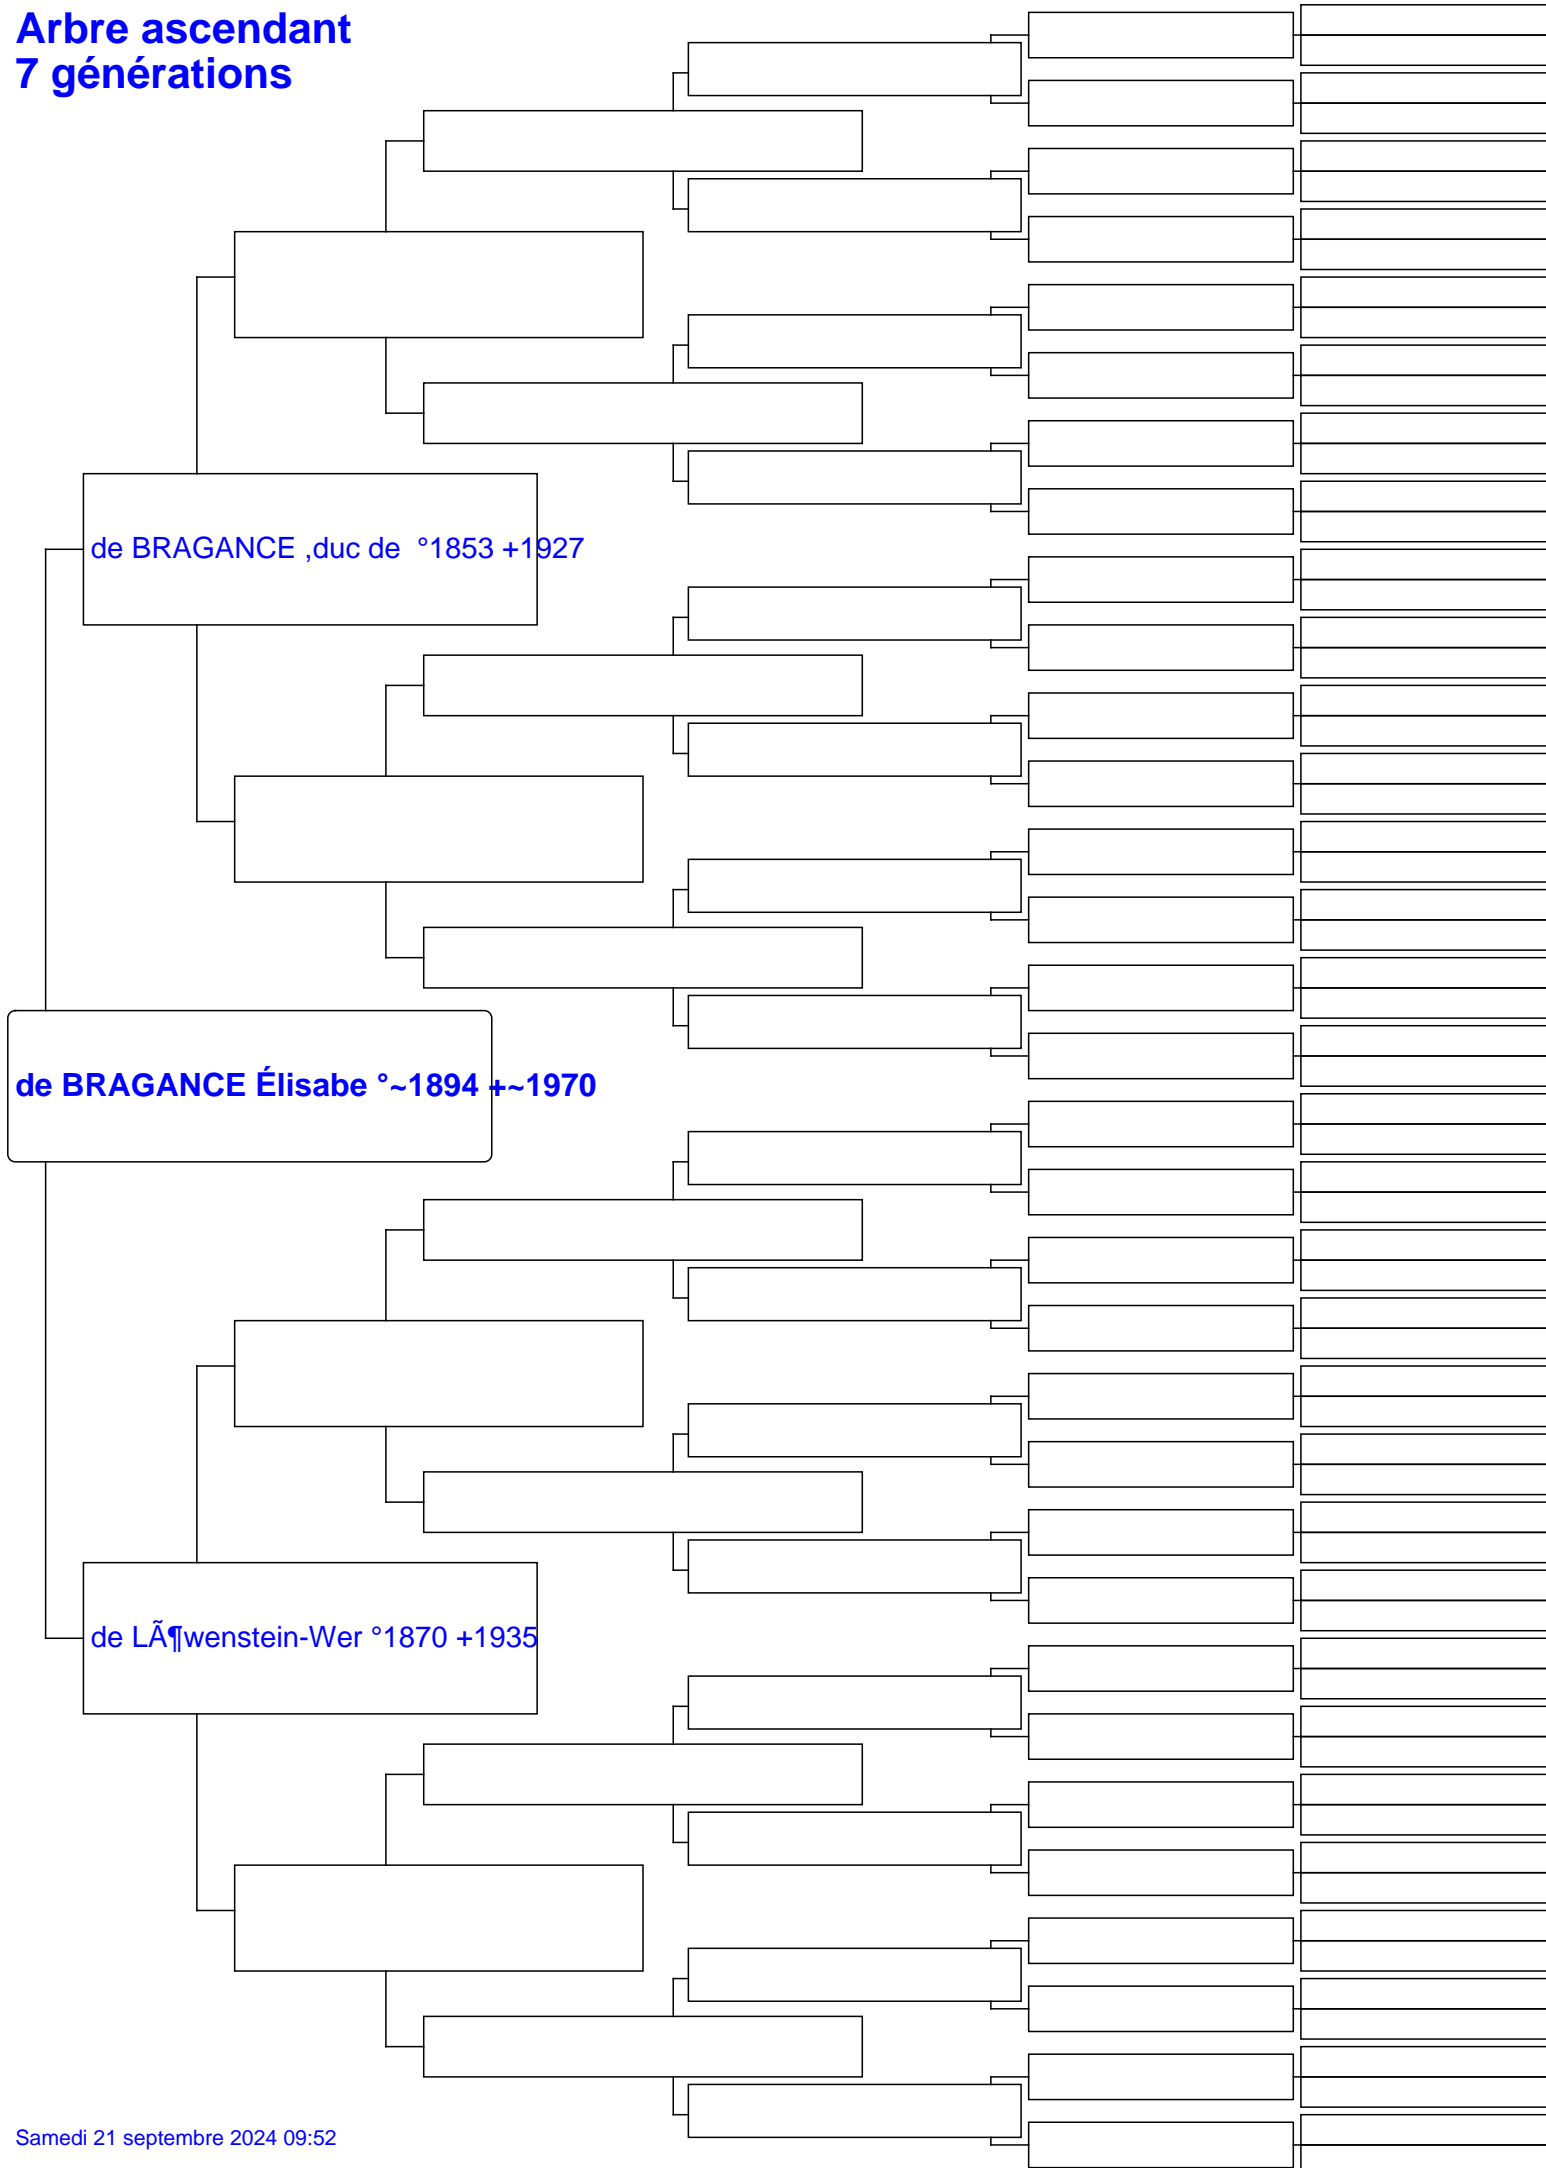 Arbre ascendant
7 générations
de BRAGANCE ,duc de  °1853 +1927
de BRAGANCE Élisabe °~1894 +~1970
de LÃ¶wenstein-Wer °1870 +1935
Samedi 21 septembre 2024 09:52